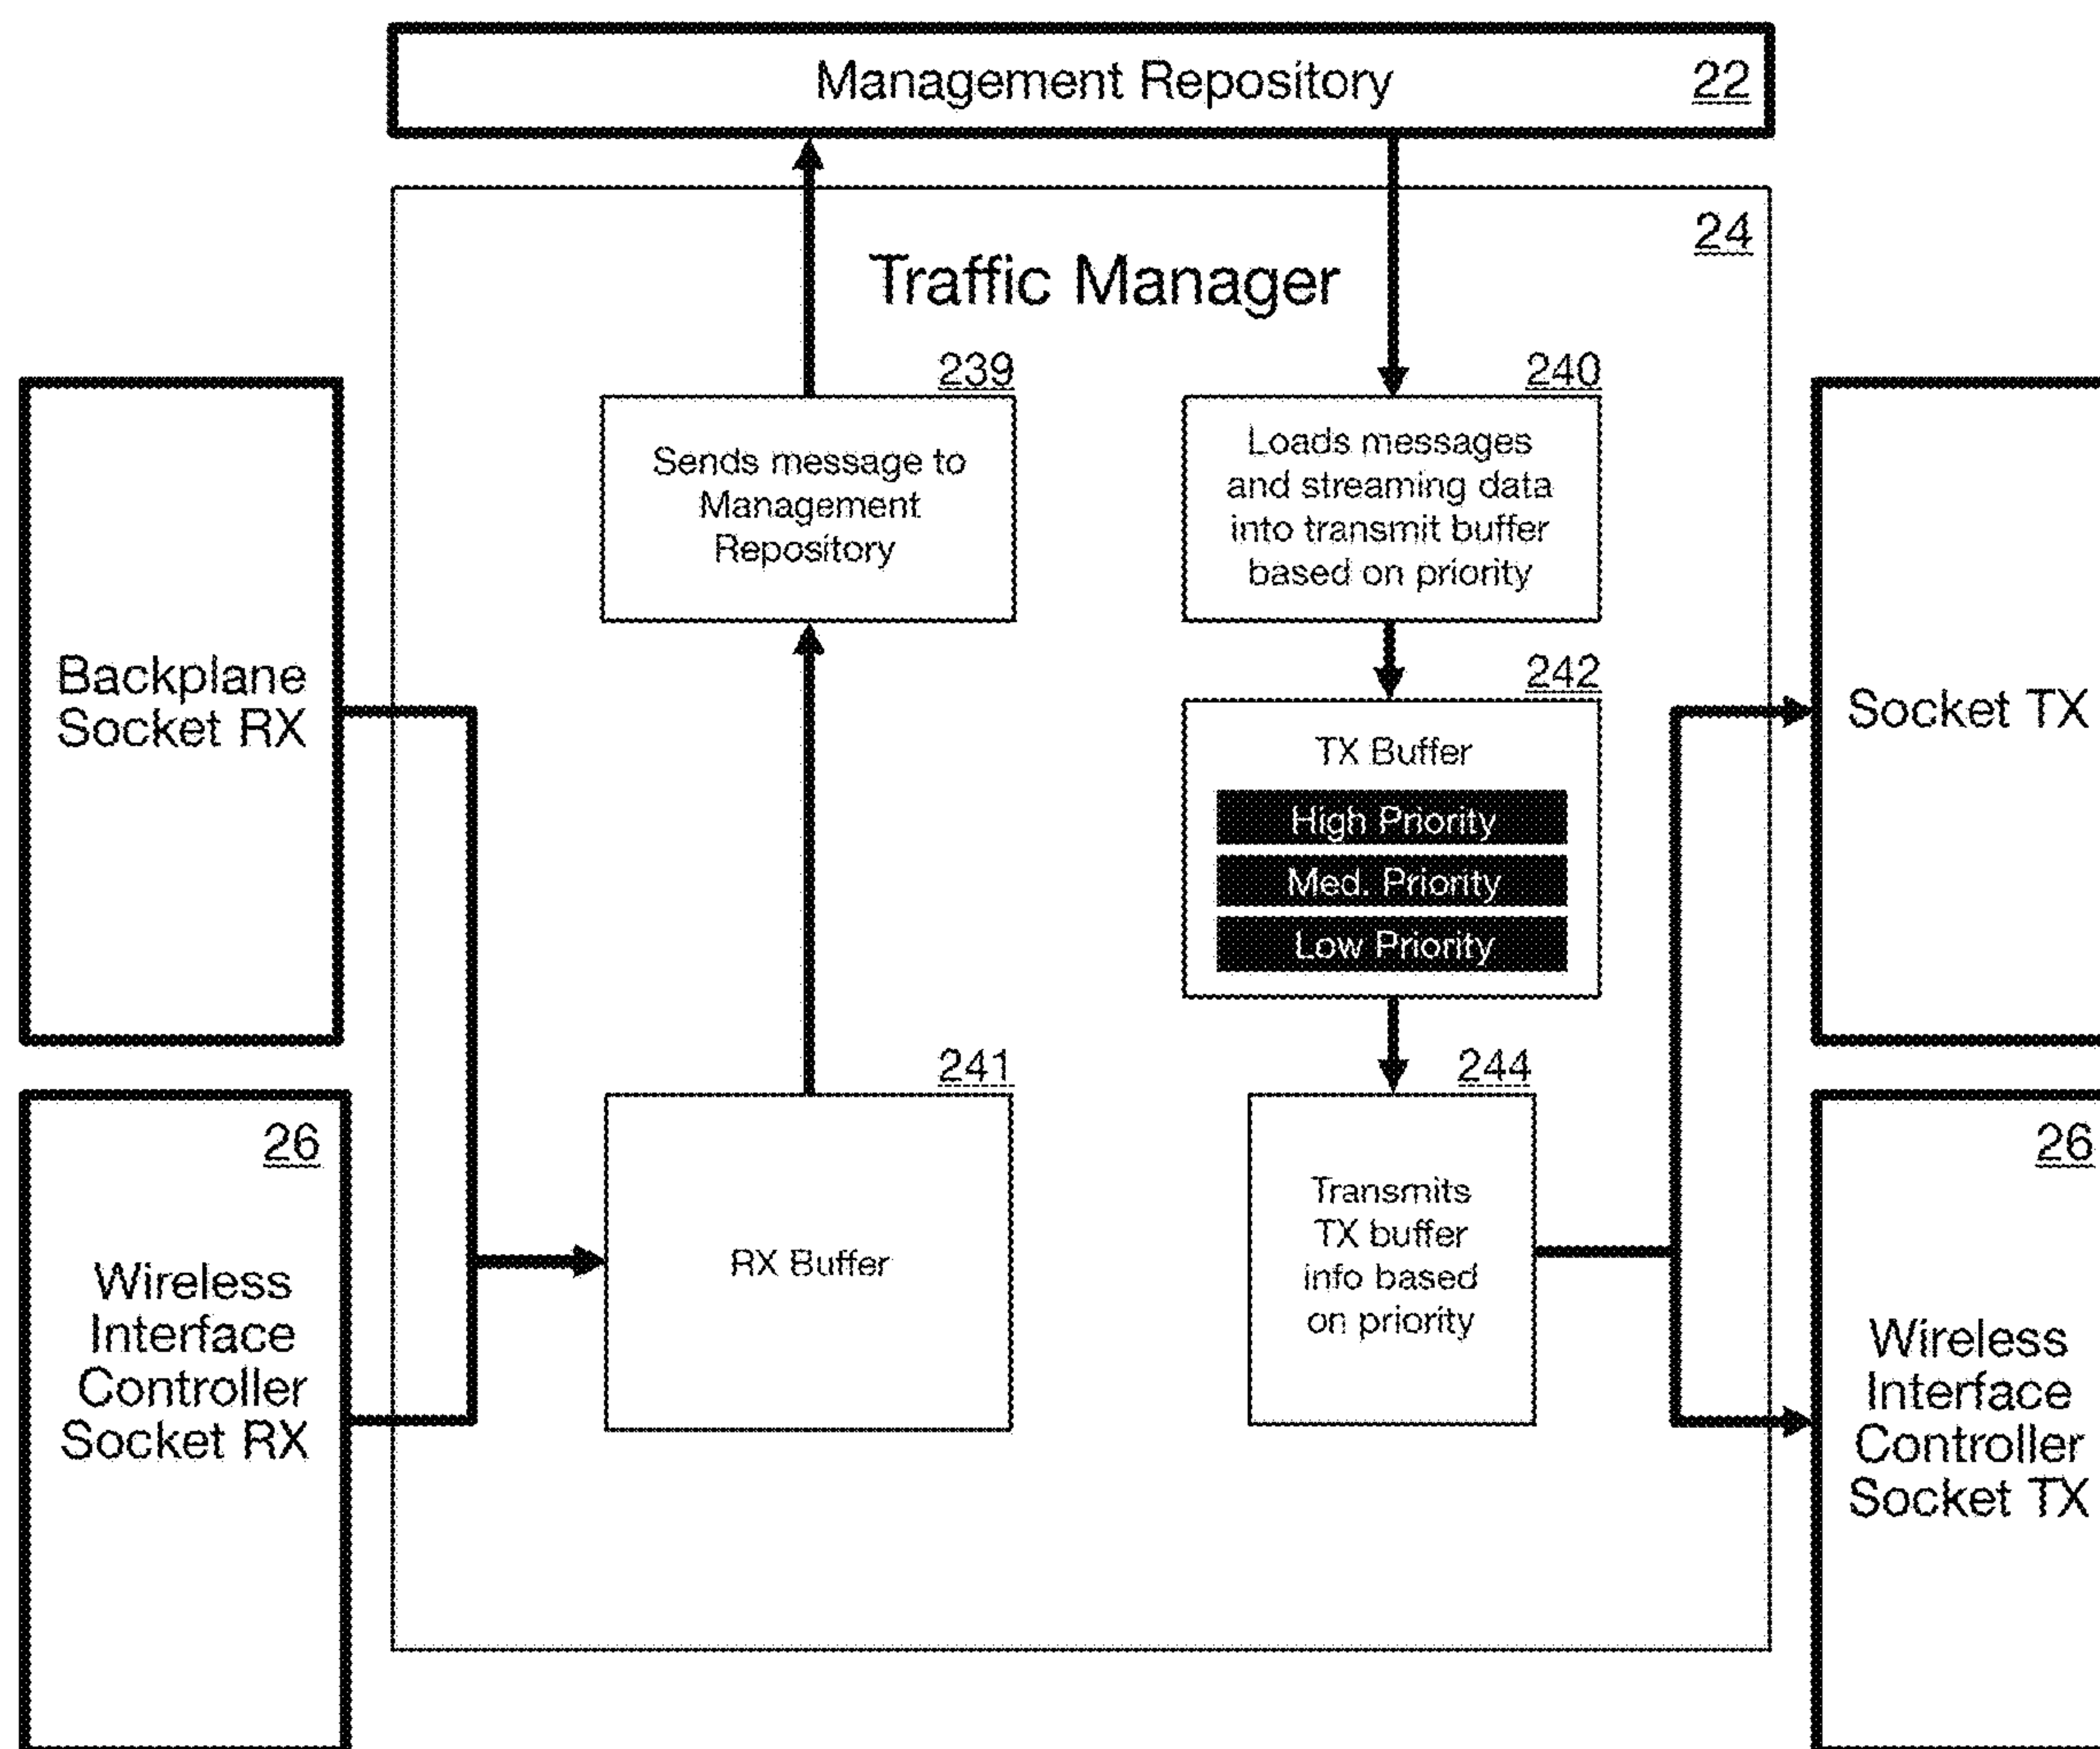 Management Repository 22
24
Traffic Manager
239
Sends message to
Management
Repository
240
Loads messages
and streaming data
into transmit buffer
based on priority
Backplane
Socket RX
242
TX Buffer
High Priority
Med. Priority
Low Priority
Socket TX
26
Wireless
Interface
Controller
Socket RX
241
RX Buffer
244
Transmits
TX buffer
info based
on priority
26
Wireless
Interface
Controller
Socket TX